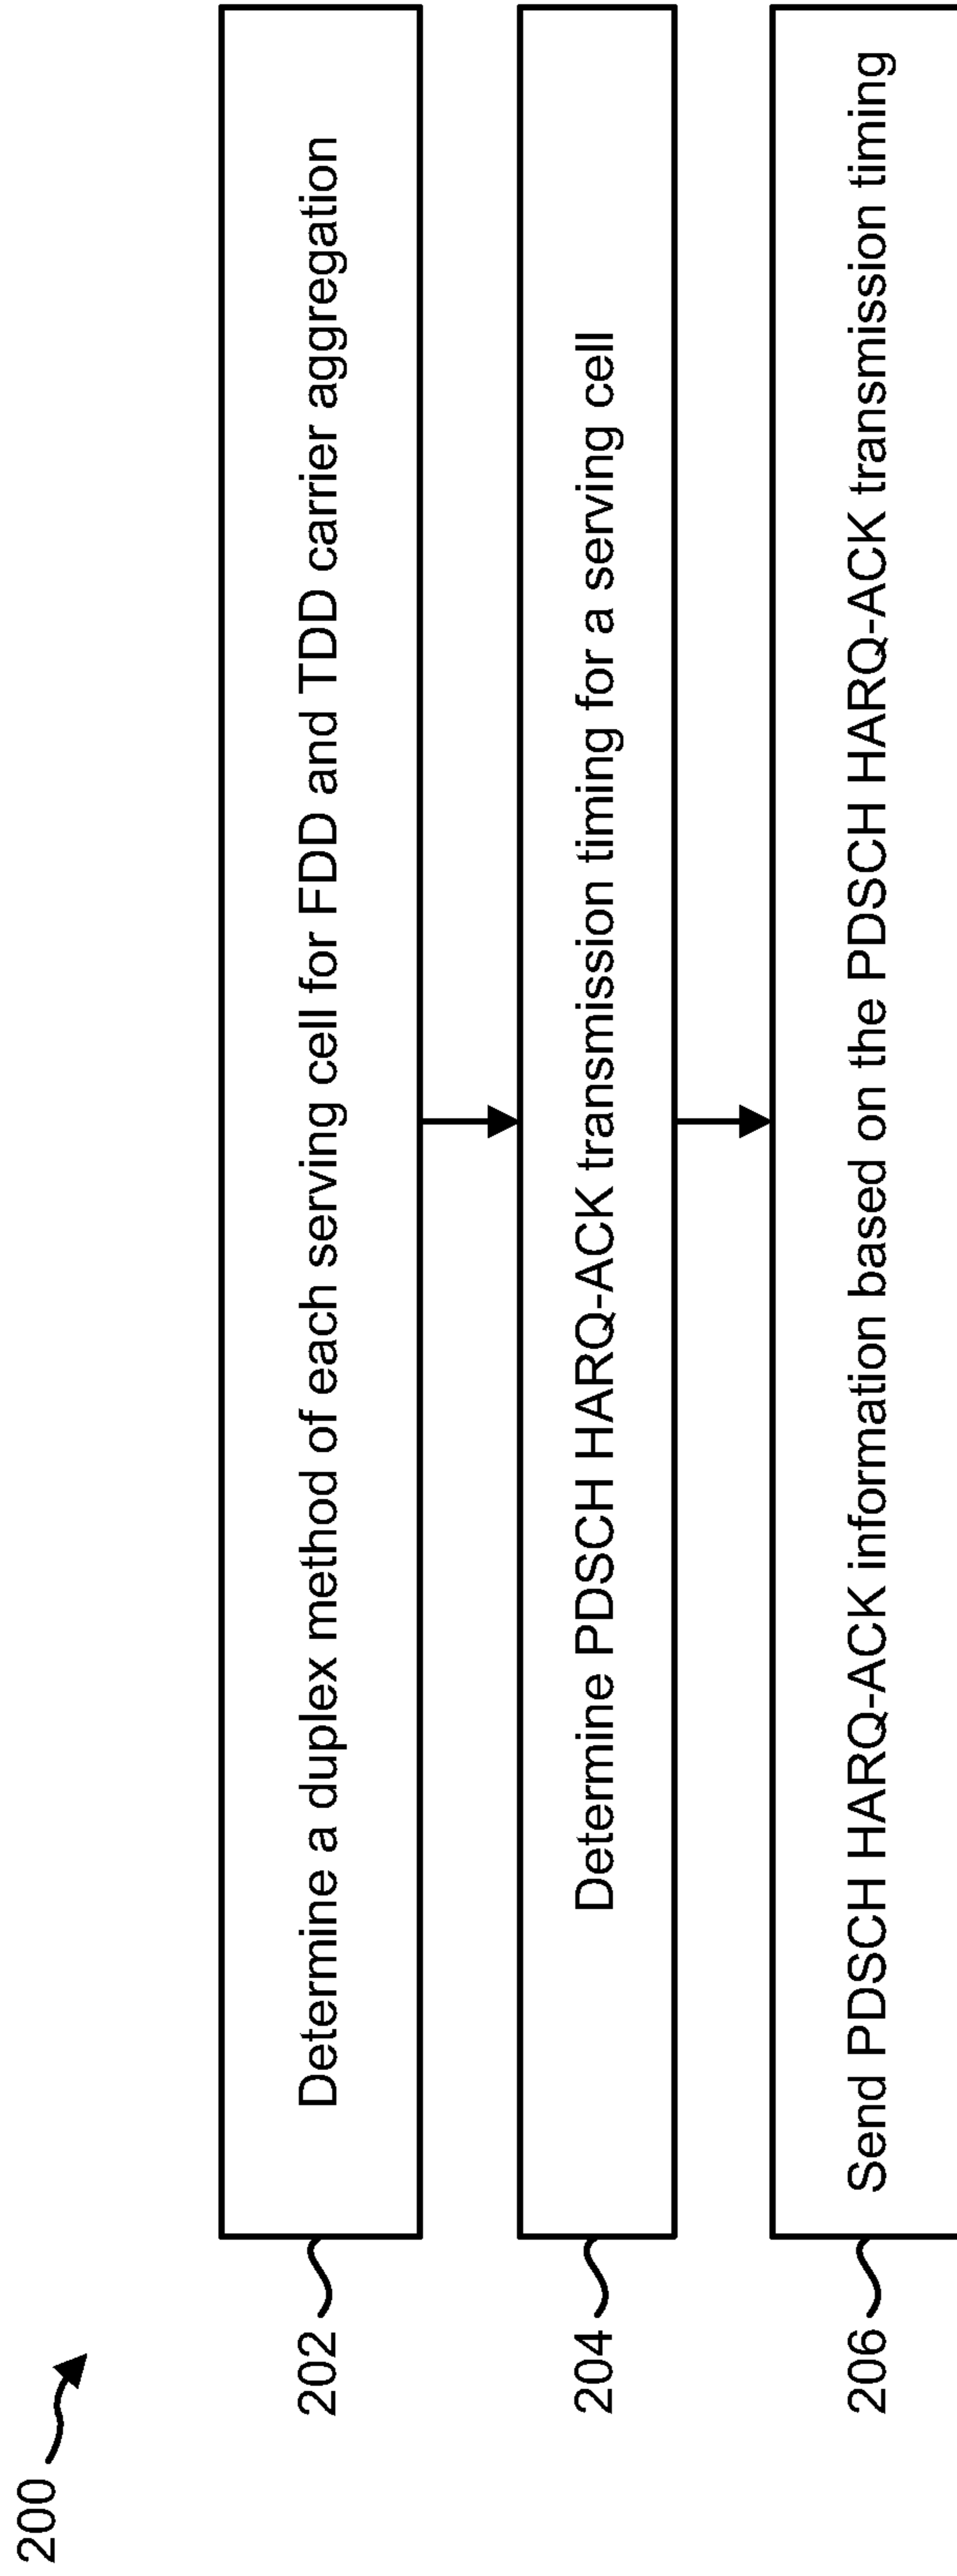 200
Determine a duplex method of each serving cell for FDD and TDD carrier aggregation
202
Determine PDSCH HARQ-ACK transmission timing for a serving cell
204
Send PDSCH HARQ-ACK information based on the PDSCH HARQ-ACK transmission timing
206